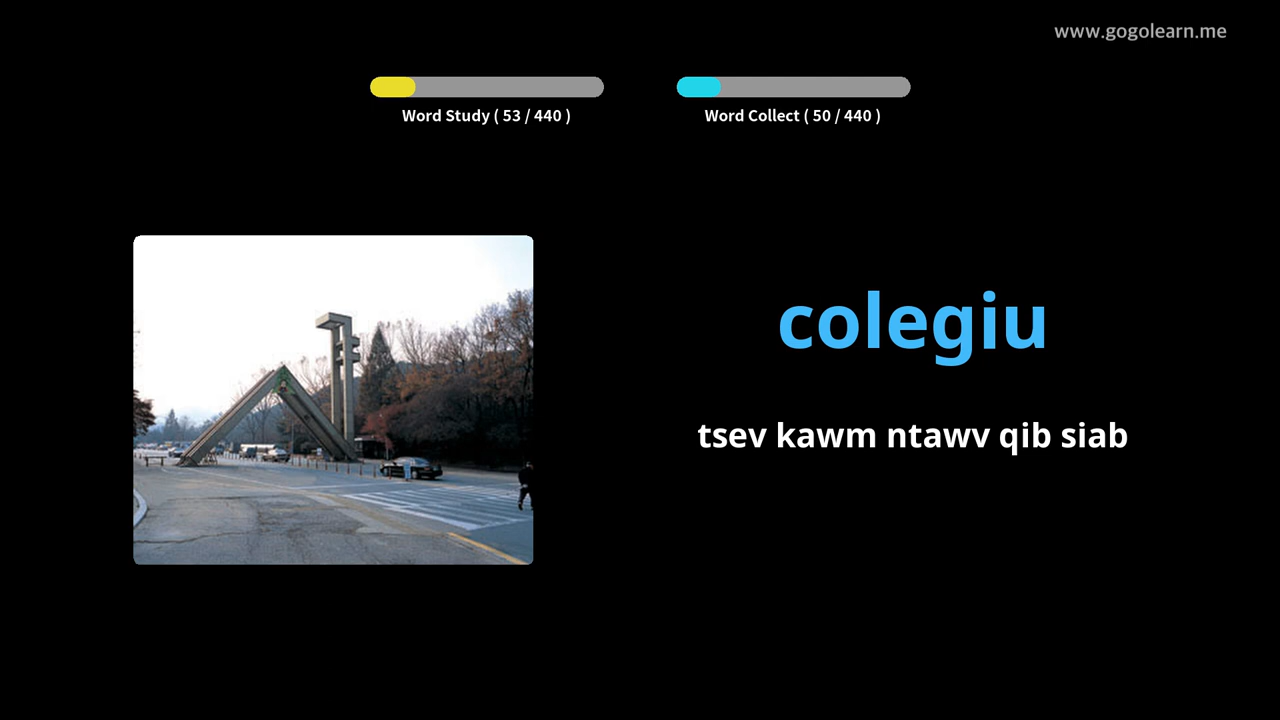 www.gogolearn.me
Word Study ( 53 / 440 )
Word Collect ( 50 / 440 )
colegiu
tsev kawm ntawv qib siab